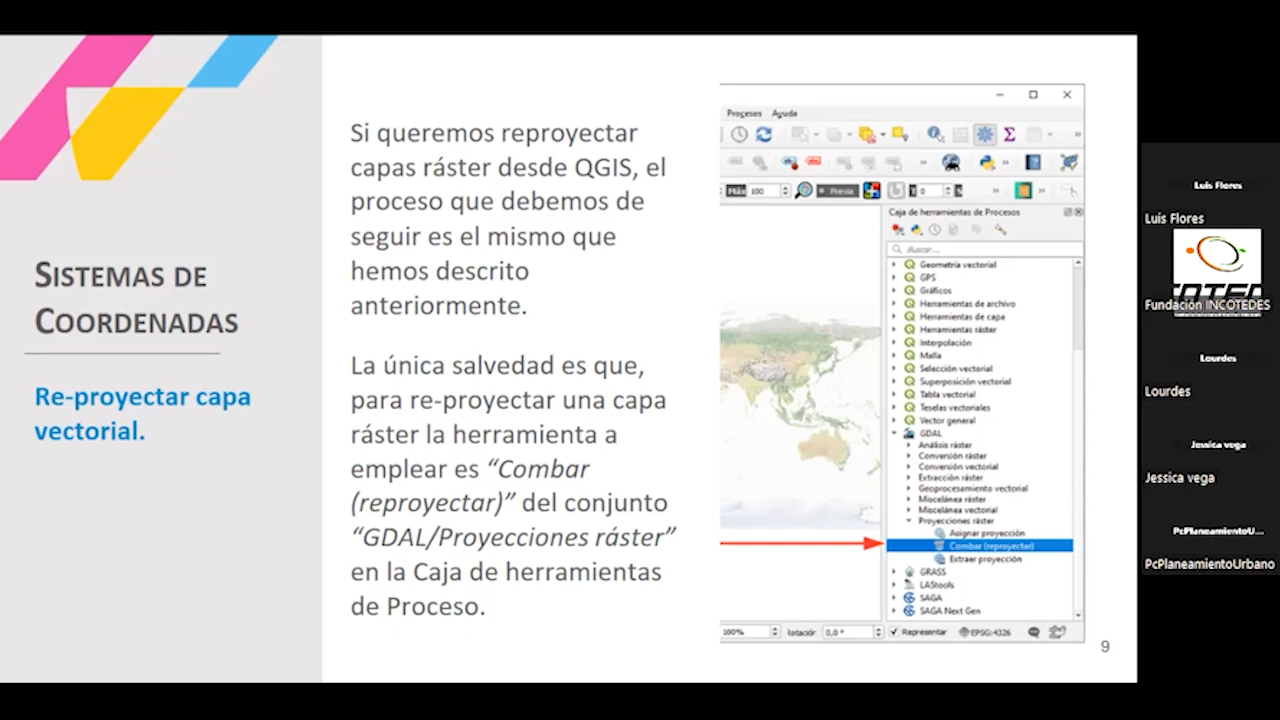 SISTEMAS DE
COORDENADAS
Re-proyectar capa
vectorial.
Si queremos reproyectar
capas ráster desde QGIS, el
proceso que debemos de
seguir es el mismo que
hemos descrito
anteriormente.
La única salvedad es que,
para re-proyectar una capa
ráster la herramienta a
emplear es “Combar
(reproyectar)” del conjunto
“GDAL/Proyecciones ráster”
en la Caja de herramientas
de Proceso.
Procesos Ayuda
Máx 100 Previa 0
Caja de herramientas de Procesos
Buscar...
Geometría vectorial
GPS
Gráficos
Herramientas de archivo
Herramientas de capa
Herramientas ráster
Interpolación
Malla
Selección vectorial
Superposición vectorial
Tabla vectorial
Teselas vectoriales
Vector general
GDAL
Análisis ráster
Conversión ráster
Conversión vectorial
Extracción ráster
Geoprocesamiento vectorial
Miscelánea ráster
Miscelánea vectorial
Proyecciones ráster
Asignar proyección
Combar (reproyectar)
Extraer proyección
GRASS
LAStools
SAGA
SAGA Next Gen
100% Rotación 0,0 ° Representar EPSG:4326
9
Luis Flores
Luis Flores
Fundación INCOTEDES
Lourdes
Lourdes
Jessica vega
Jessica vega
PcPlaneamientoU...
PcPlaneamientoUrbano